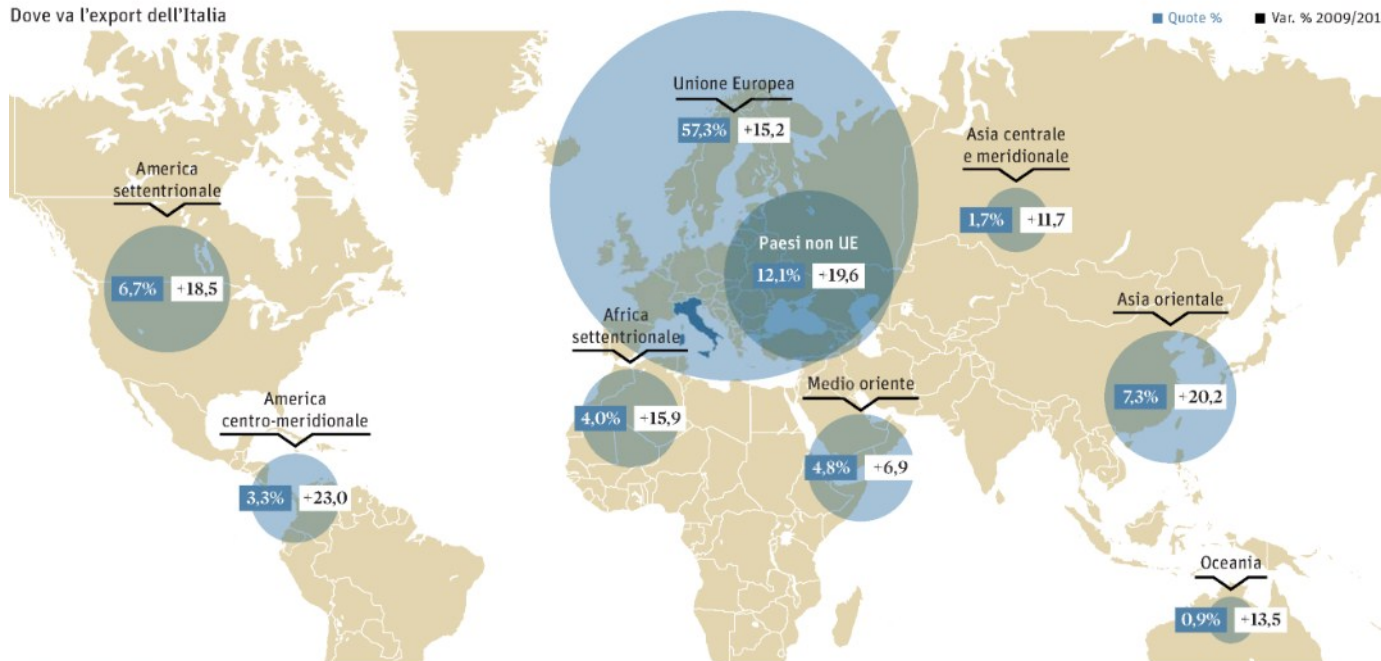 Dove va l'export dell'Italia
Quote %
Var. % 2009/201
Unione Europea
57,3% +15,2
Asia centrale
e meridionale
1,7% +11,7
America
settentrionale
6,7% +18,5
Paesi non UE
12,1% +19,6
Africa
settentrionale
4,0% +15,9
Asia orientale
7,3% +20,2
Medio oriente
4,8% +6,9
America
centro-meridionale
3,3% +23,0
Oceania
0,9% +13,5